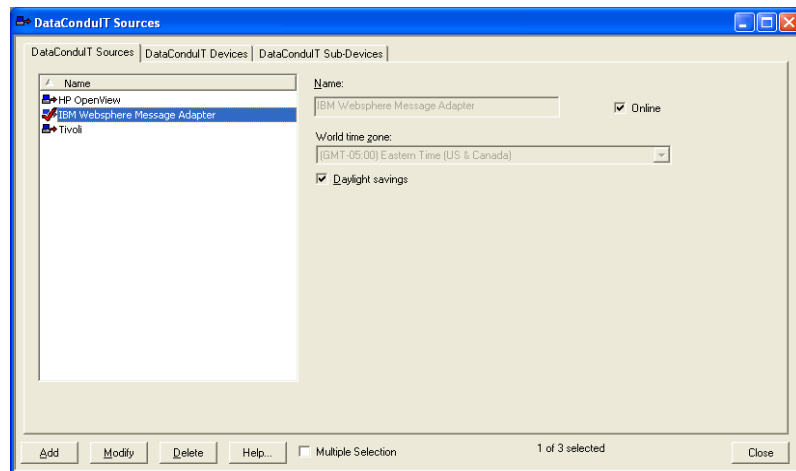 DataConduIT Sources
DataConduIT Sources DataConduIT Devices DataConduIT Sub-Devices
Name
HP OpenView
IBM Websphere Message Adapter
Tivoli
Name:
IBM Websphere Message Adapter
Online
World time zone:
(GMT-05:00) Eastern Time (US & Canada)
Daylight savings
Add Modify Delete Help... Multiple Selection 1 of 3 selected Close